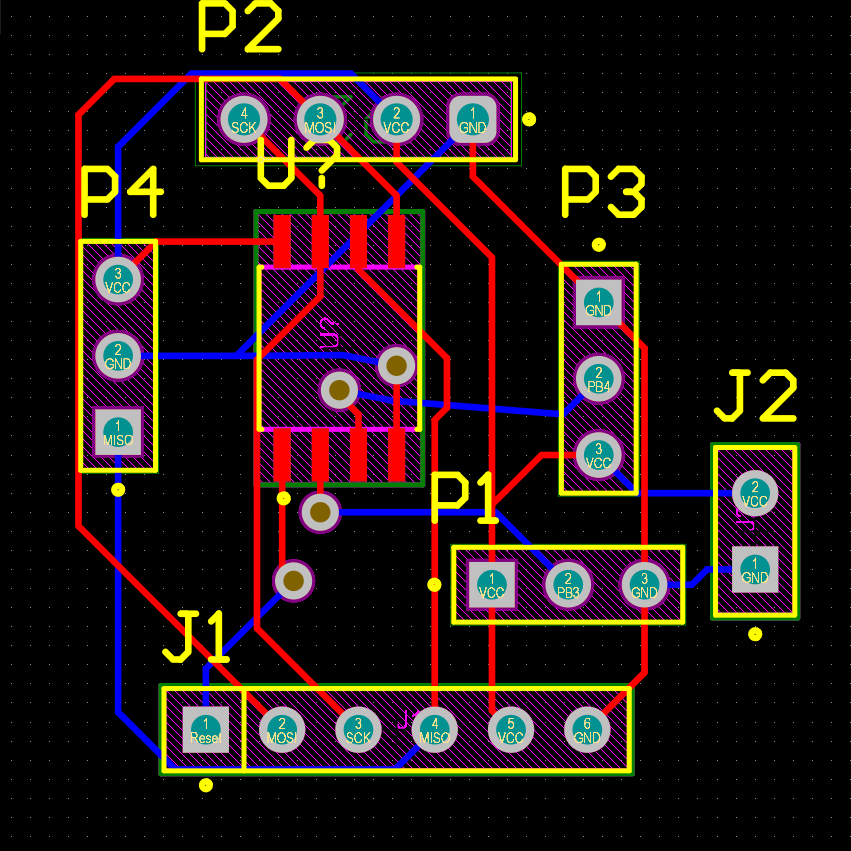 P2
4 SCK
3 MOSI
2 VCC
1 GND
U?
P4
3 VCC
2 GND
1 MISO
U?
P3
1 GND
2 PB4
3 VCC
J2
2 VCC
1 GND
P1
1 VCC
2 PB3
3 GND
J1
1 Reset
2 MOSI
3 SCK
4 MISO
5 VCC
6 GND